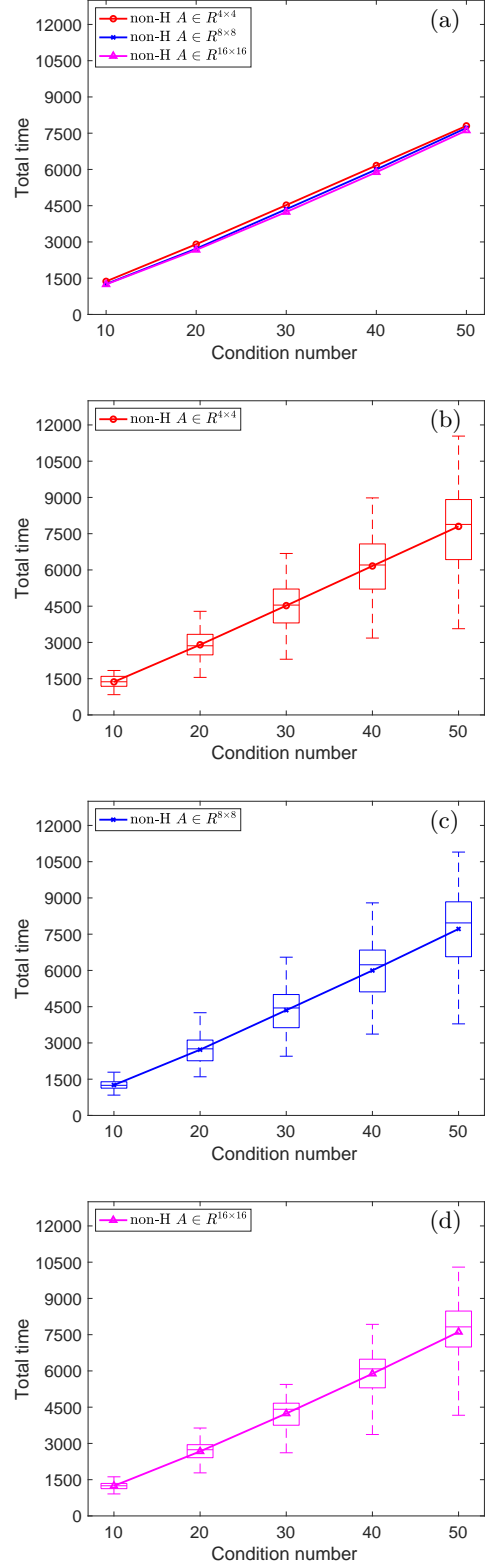 (a)
non-H A ∈ R^{4×4}
non-H A ∈ R^{8×8}
non-H A ∈ R^{16×16}
12000
10500
9000
7500
6000
4500
3000
1500
0
Total time
10 20 30 40 50
Condition number
(b)
non-H A ∈ R^{4×4}
12000
10500
9000
7500
6000
4500
3000
1500
0
Total time
10 20 30 40 50
Condition number
(c)
non-H A ∈ R^{8×8}
12000
10500
9000
7500
6000
4500
3000
1500
0
Total time
10 20 30 40 50
Condition number
(d)
non-H A ∈ R^{16×16}
12000
10500
9000
7500
6000
4500
3000
1500
0
Total time
10 20 30 40 50
Condition number